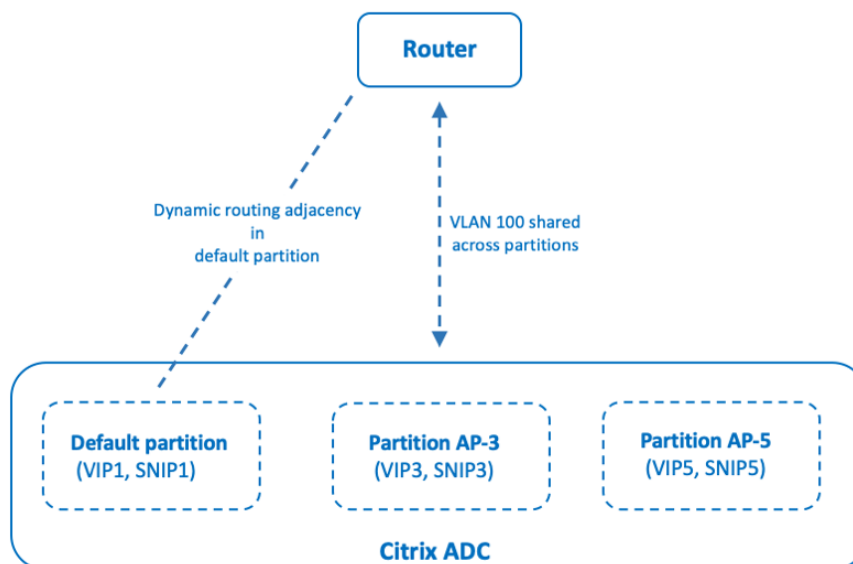 Router
Dynamic routing adjacency
in
default partition
VLAN 100 shared
across partitions
Default partition
(VIP1, SNIP1)
Partition AP-3
(VIP3, SNIP3)
Partition AP-5
(VIP5, SNIP5)
Citrix ADC